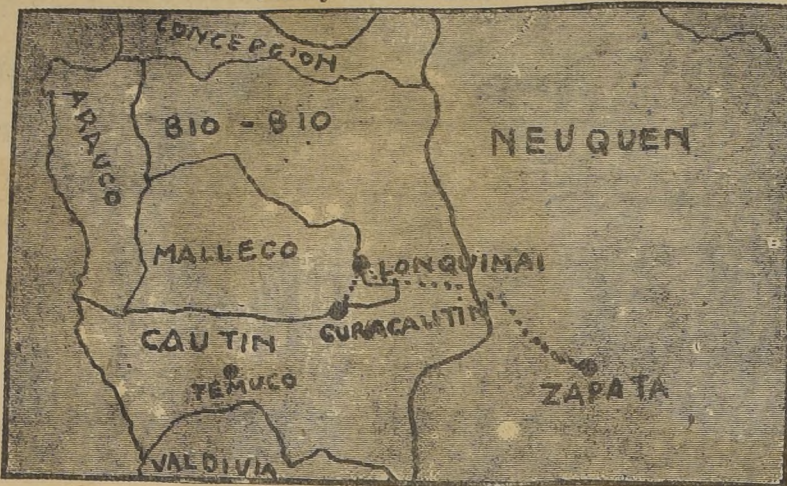 CONCEPCION
ARAUCO
BIO - BIO
NEUQUEN
MALLECO
LONQUIMAI
CURACAUTIN
CAUTIN
TEMUCO
ZAPATA
VALDIVIA